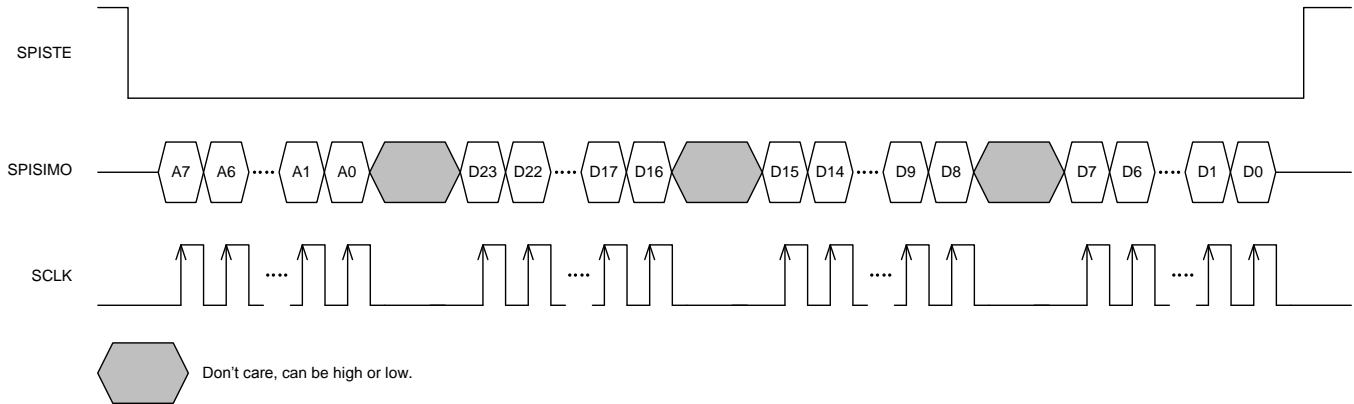 SPISTE
SPISIMO A7 A6 A1 A0 D23 D22 D17 D16 D15 D14 D9 D8 D7 D6 D1 D0
SCLK
Don't care, can be high or low.